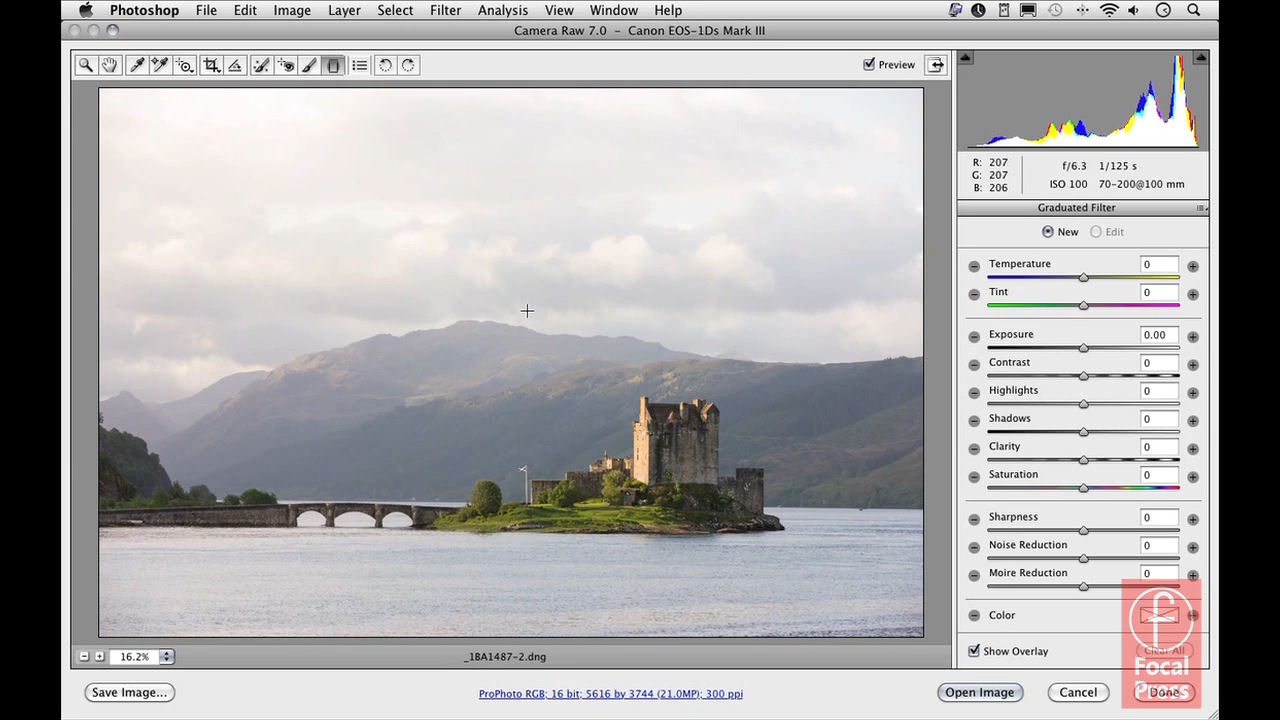 Photoshop File Edit Image Layer Select Filter Analysis View Window Help
Camera Raw 7.0 - Canon EOS-1Ds Mark III
Preview
R: 207
G: 207
B: 206
f/6.3 1/125 s
ISO 100 70-200@100 mm
Graduated Filter
New Edit
Temperature 0
Tint 0
Exposure 0.00
Contrast 0
Highlights 0
Shadows 0
Clarity 0
Saturation 0
Sharpness 0
Noise Reduction 0
Moire Reduction 0
Color
Show Overlay Clear All
16.2%
_1BA1487-2.dng
Save Image...
ProPhoto RGB; 16 bit; 5616 by 3744 (21.0MP); 300 ppi
Open Image
Cancel
Done
f
Focal
Press